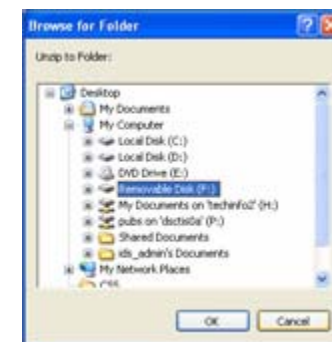 Browse for Folder
Unzip to Folder:
Desktop
My Documents
My Computer
Local Disk (C:)
Local Disk (D:)
DVD Drive (E:)
Removable Disk (F:)
My Documents on 'techinfo2' (H:)
pubs on 'dsctis0a' (P:)
Shared Documents
ids_admin's Documents
My Network Places
CSS
OK
Cancel